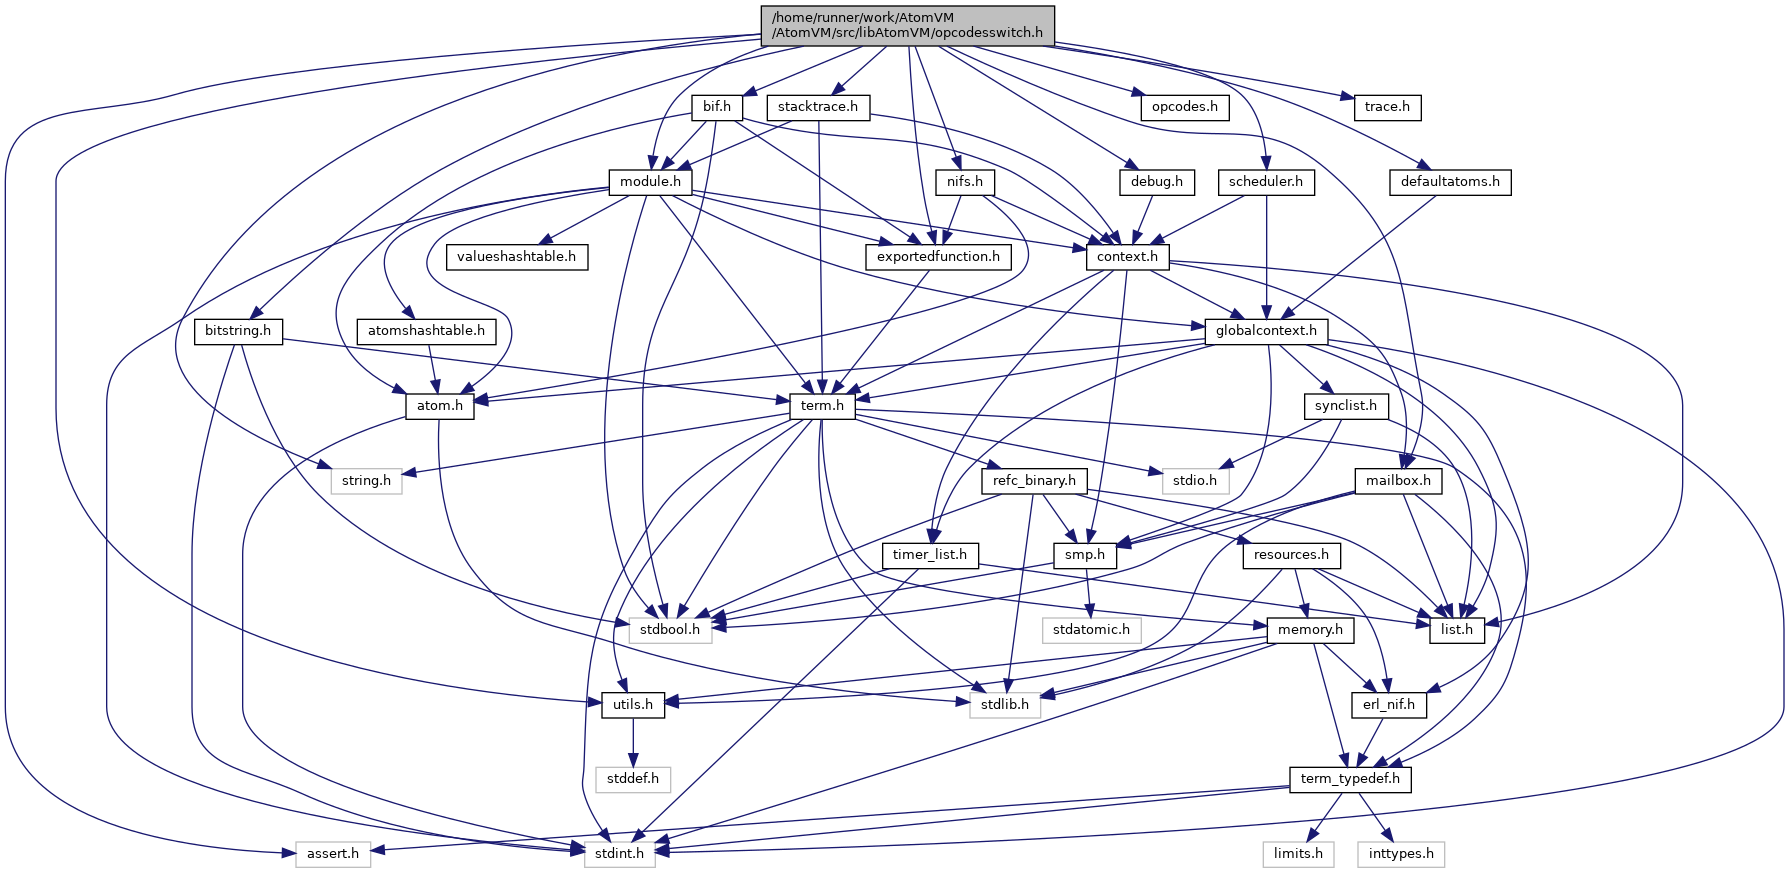 /home/runner/work/AtomVM
/AtomVM/src/libAtomVM/opcodesswitch.h
bif.h
stacktrace.h
opcodes.h
trace.h
module.h
nifs.h
debug.h
scheduler.h
defaultatoms.h
valueshashtable.h
exportedfunction.h
context.h
bitstring.h
atomshashtable.h
globalcontext.h
atom.h
term.h
synclist.h
string.h
refc_binary.h
stdio.h
mailbox.h
timer_list.h
smp.h
resources.h
stdbool.h
stdatomic.h
memory.h
list.h
utils.h
stdlib.h
erl_nif.h
stddef.h
term_typedef.h
assert.h
stdint.h
limits.h
inttypes.h